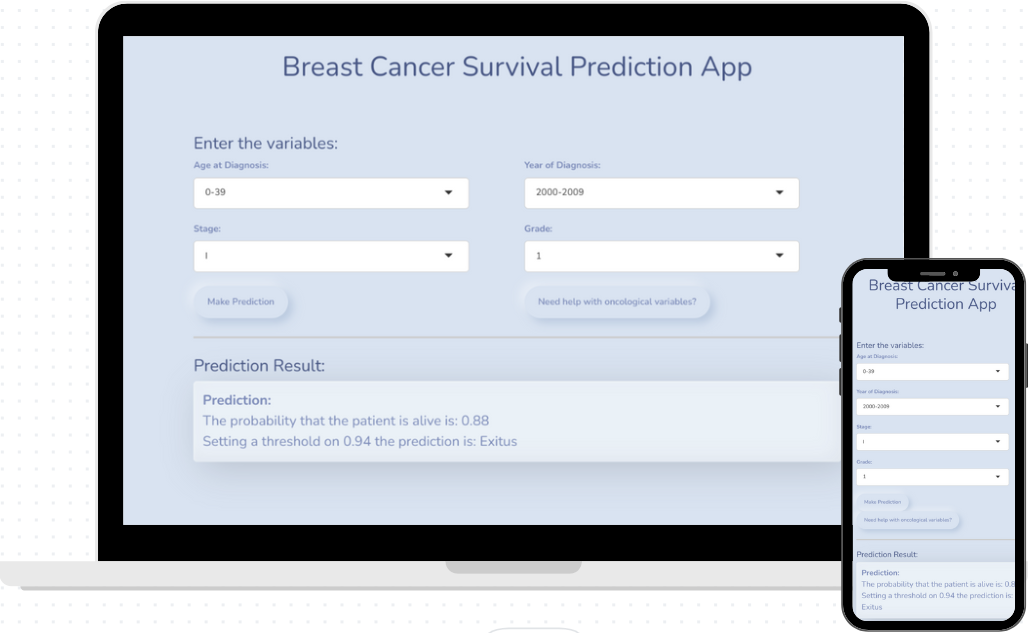 Breast Cancer Survival Prediction App
Enter the variables:
Age at Diagnosis:
Year of Diagnosis:
0-39
2000-2009
Stage:
Grade:
I
1
Make Prediction
Need help with oncological variables?
Prediction Result:
Prediction:
The probability that the patient is alive is: 0.88
Setting a threshold on 0.94 the prediction is: Exitus
Breast Cancer Surviva
Prediction App
Enter the variables:
Age at Diagnosis:
0-39
Year of Diagnosis:
2000-2009
Stage:
I
Grade:
1
Make Prediction
Need help with oncological variables?
Prediction Result:
Prediction:
The probability that the patient is alive is: 0.8
Setting a threshold on 0.94 the prediction is:
Exitus